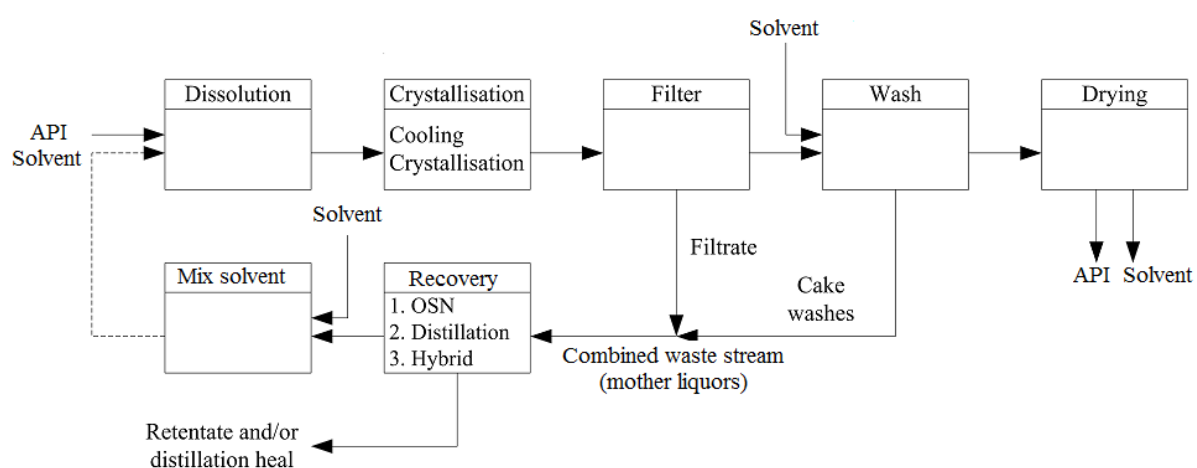 Solvent
Dissolution
Crystallisation
Filter
Wash
Drying
API
Solvent
Cooling
Crystallisation
Solvent
Filtrate
API Solvent
Mix solvent
Recovery
1. OSN
2. Distillation
3. Hybrid
Cake
washes
Combined waste stream
(mother liquors)
Retentate and/or
distillation heal